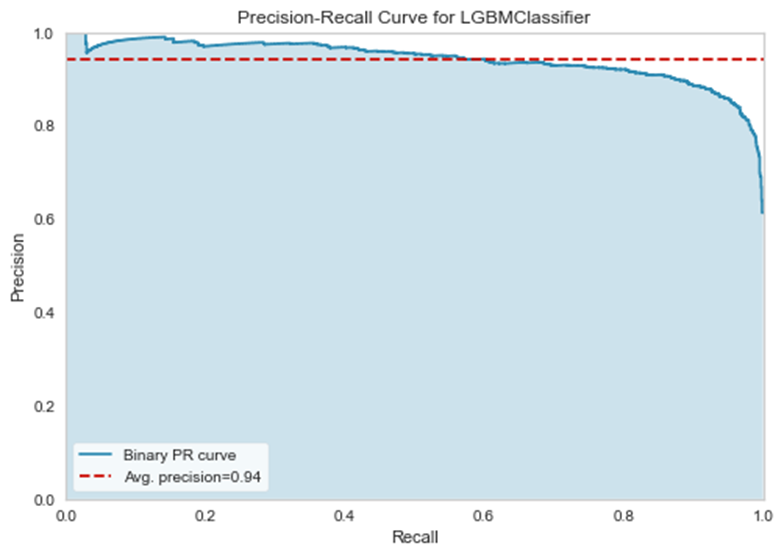 Precision-Recall Curve for LGBMClassifier
1.0
0.8
0.6
0.4
0.2
0.0
Precision
Binary PR curve
Avg. precision=0.94
0.0 0.2 0.4 0.6 0.8 1.0
Recall